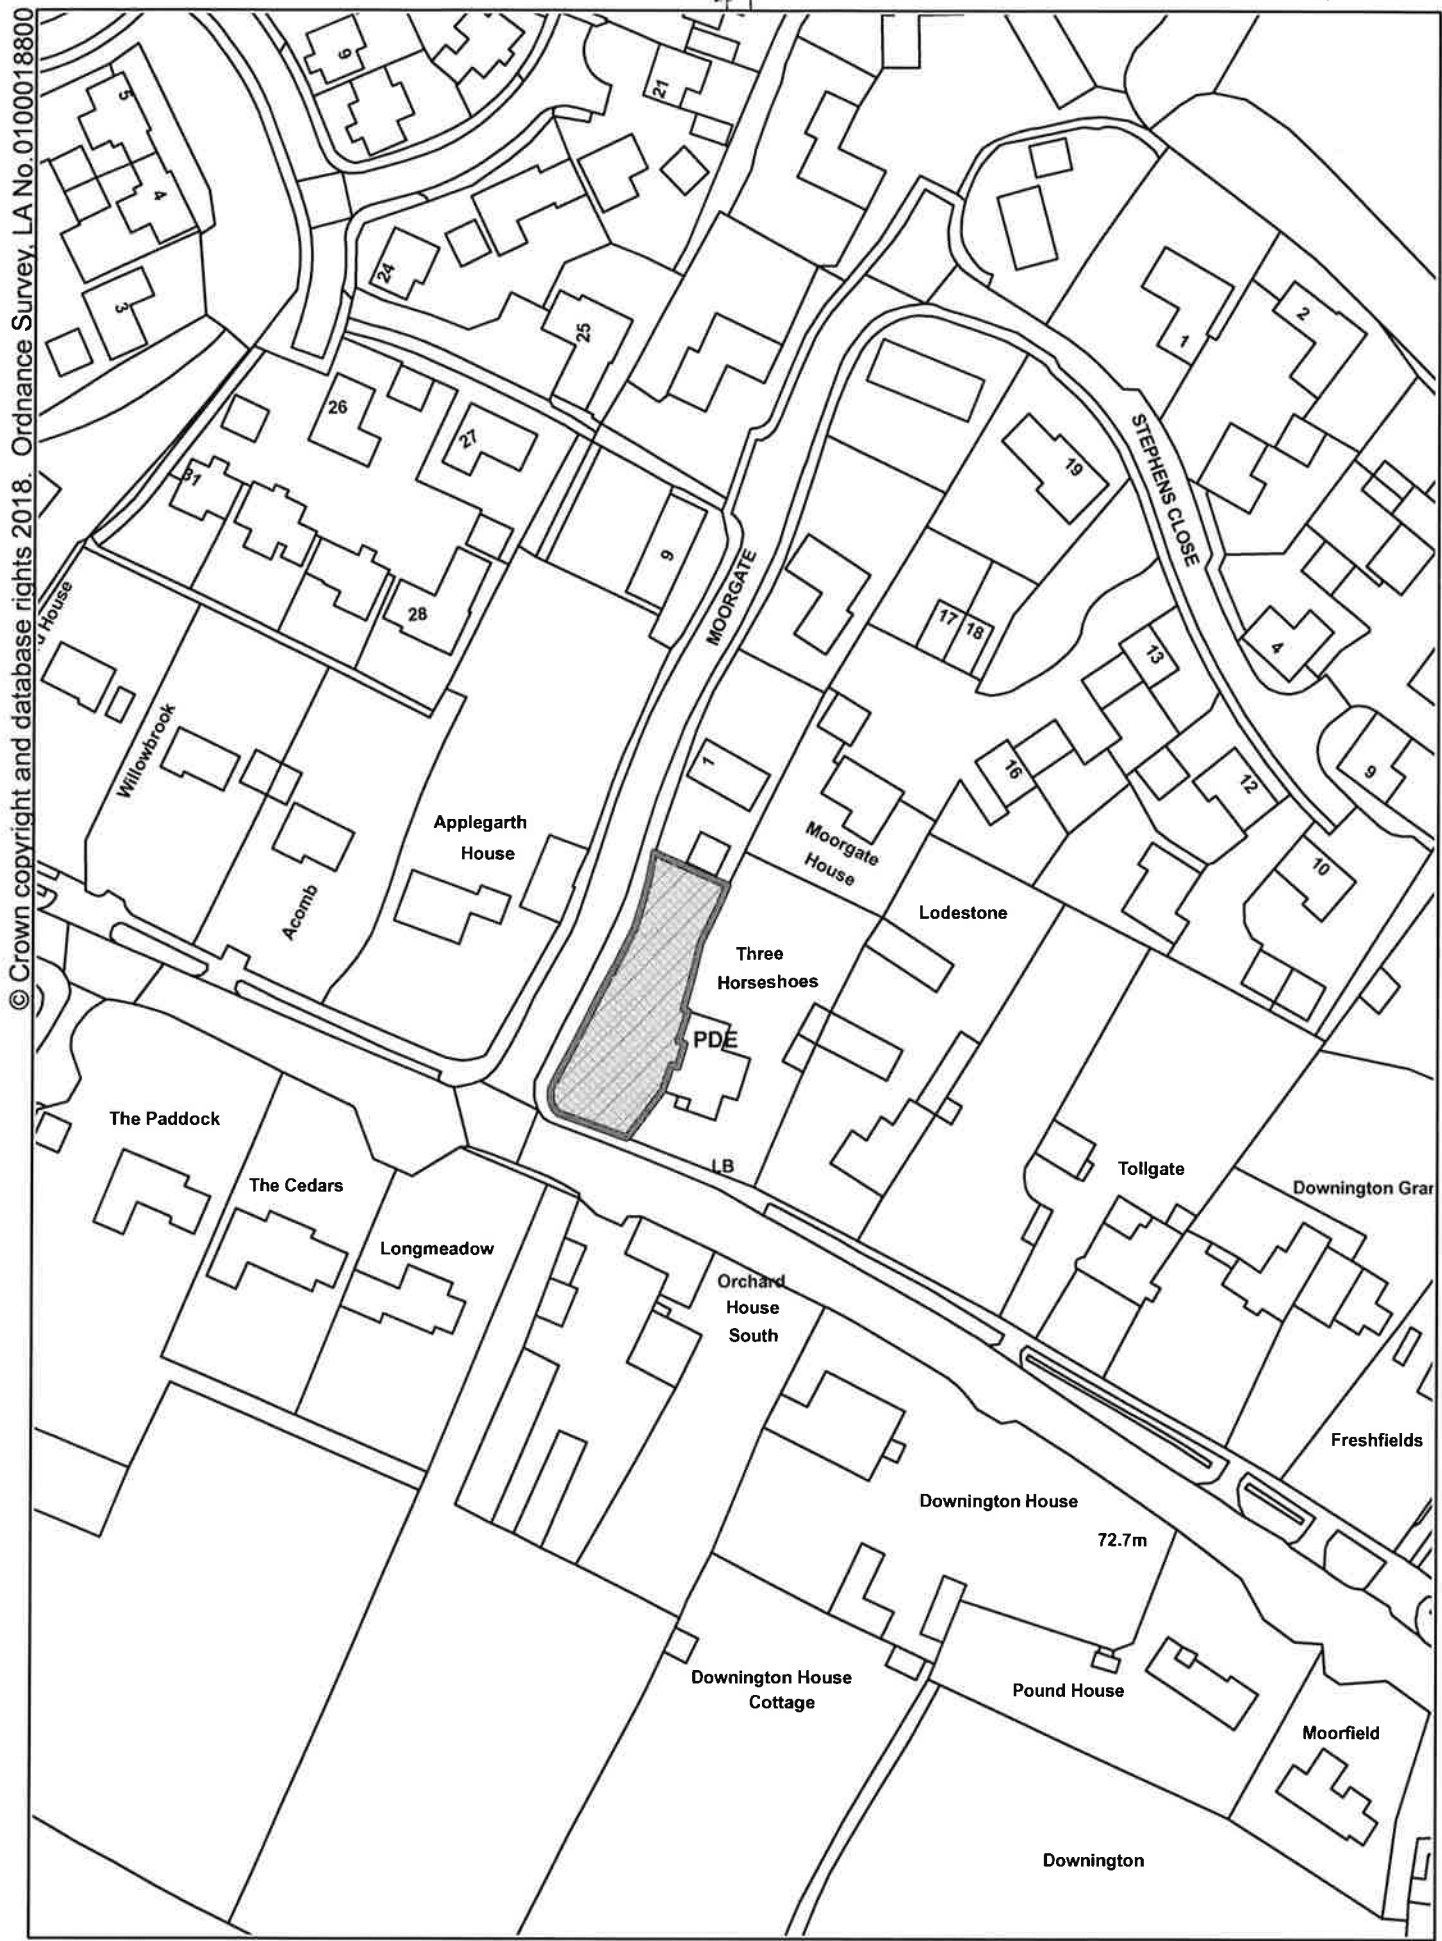 © Crown copyright and database rights 2018. Ordnance Survey, LA No.0100018800
6
21
5
4
3
24
25
26
27
31
28
9
MOORGATE
1
2
STEPHENS CLOSE
19
17
18
13
4
16
12
9
10
House
Willowbrook
Acomb
Applegarth
House
1
Moorgate
House
Lodestone
Three
Horseshoes
PDE
LB
The Paddock
The Cedars
Longmeadow
Tollgate
Downington Gran
Orchard
House
South
Freshfields
Downington House
72.7m
Downington House
Cottage
Pound House
Moorfield
Downington